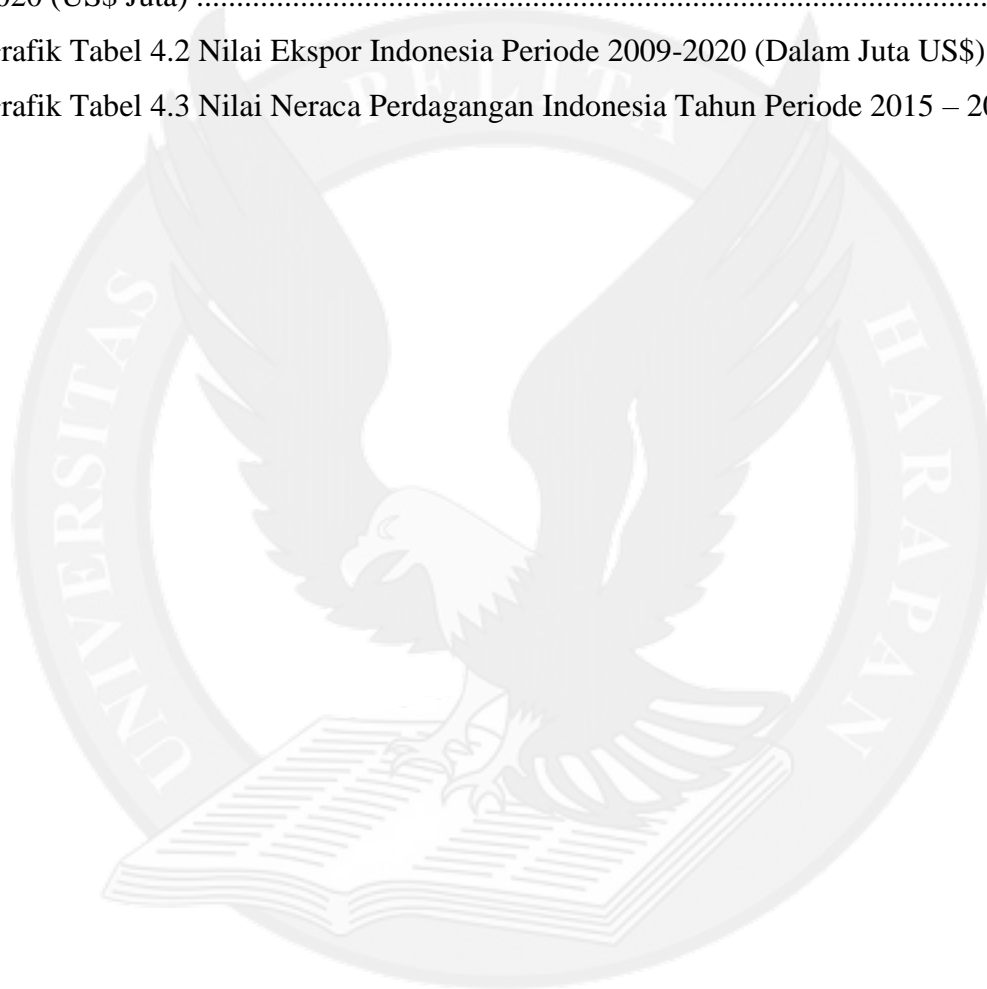 020 (US$ Juta) ....................................................................................................
rafik Tabel 4.2 Nilai Ekspor Indonesia Periode 2009-2020 (Dalam Juta US$)
rafik Tabel 4.3 Nilai Neraca Perdagangan Indonesia Tahun Periode 2015 – 20
UNIVERSITAS PELITA HARAPAN